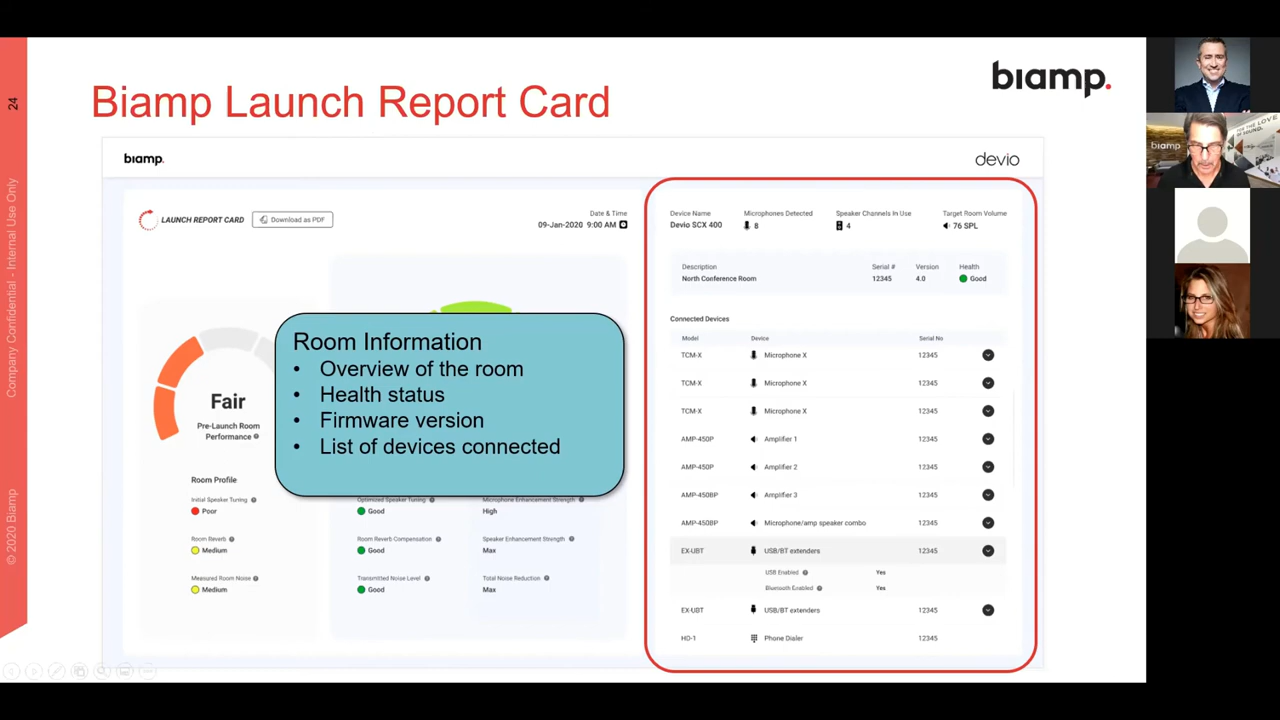 24
Company Confidential - Internal Use Only
© 2020 Biamp
Biamp Launch Report Card
biamp.
biamp.
devio
LAUNCH REPORT CARD
Download as PDF
Date & Time
09-Jan-2020 9:00 AM
Fair
Pre-Launch Room
Performance
Room Profile
Initial Speaker Tuning
Poor
Room Reverb
Medium
Measured Room Noise
Medium
Room Information
• Overview of the room
• Health status
• Firmware version
• List of devices connected
Optimized Speaker Tuning
Good
Room Reverb Compensation
Good
Transmitted Noise Level
Good
Microphone Enhancement Strength
High
Speaker Enhancement Strength
Max
Total Noise Reduction
Max
Device Name Microphones Detected Speaker Channels In Use Target Room Volume
Devio SCX 400 8 4 76 SPL
Description Serial # Version Health
North Conference Room 12345 4.0 Good
Connected Devices
Model Device Serial No
TCM-X Microphone X 12345
TCM-X Microphone X 12345
TCM-X Microphone X 12345
AMP-450P Amplifier 1 12345
AMP-450P Amplifier 2 12345
AMP-450BP Amplifier 3 12345
AMP-450BP Microphone/amp speaker combo 12345
EX-UBT USB/BT extenders 12345
USB Enabled Yes
Bluetooth Enabled Yes
EX-UBT USB/BT extenders 12345
HD-1 Phone Dialer 12345
biamp
FOR THE LOVE
OF SOUND.